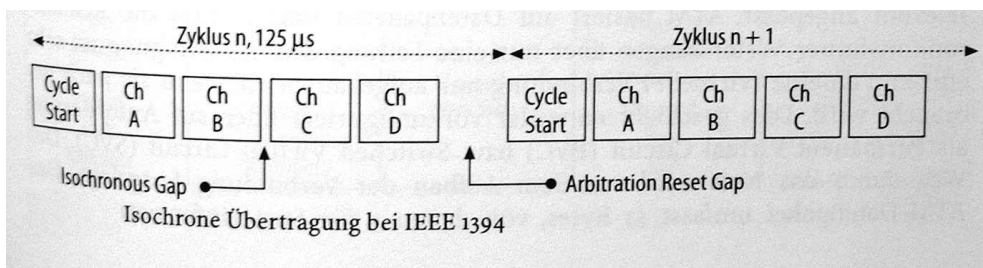 Zyklus n, 125 µs
Zyklus n + 1
Cycle Start
Ch A
Ch B
Ch C
Ch D
Cycle Start
Ch A
Ch B
Ch C
Ch D
Isochronous Gap
Arbitration Reset Gap
Isochrone Übertragung bei IEEE 1394